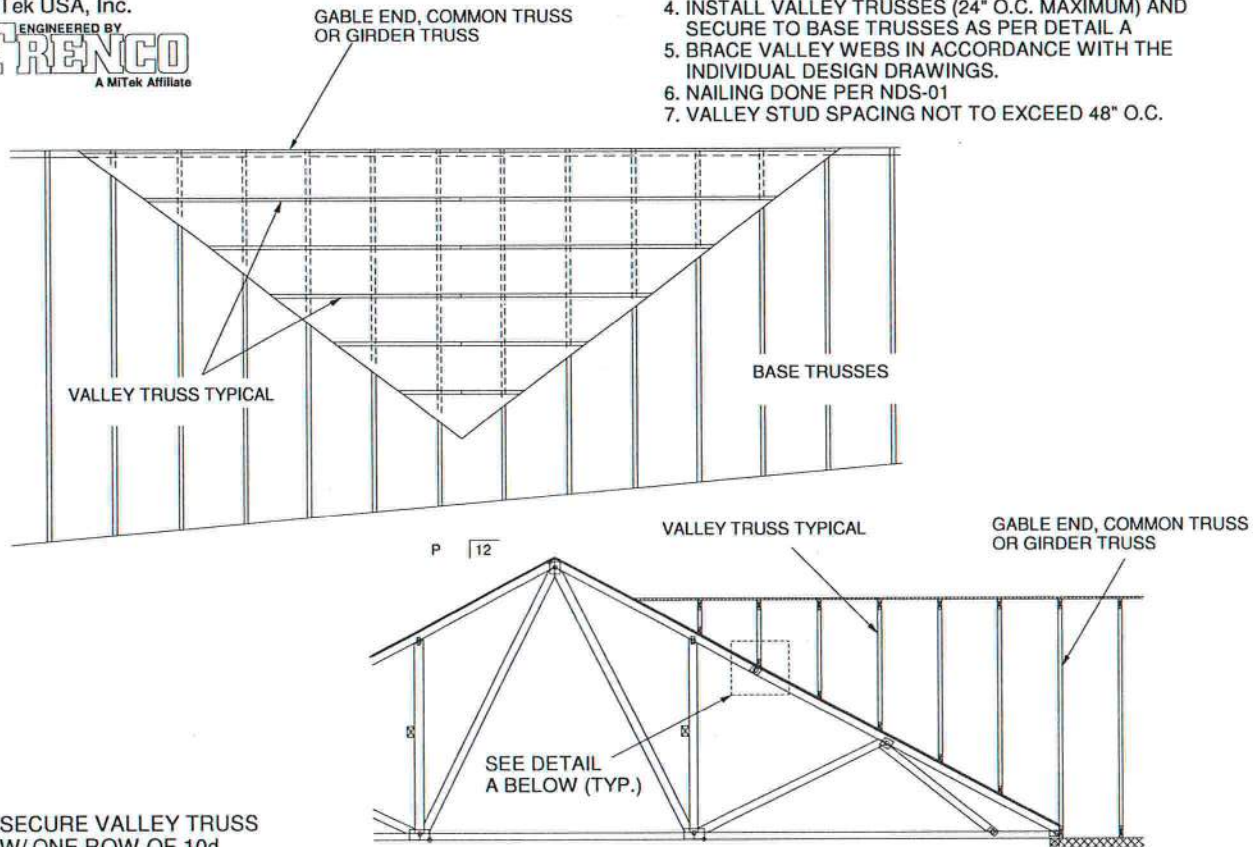 Tek USA, Inc.
ENGINEERED BY
TRENCO
A MiTek Affiliate
GABLE END, COMMON TRUSS
OR GIRDER TRUSS
4. INSTALL VALLEY TRUSSES (24" O.C. MAXIMUM) AND
SECURE TO BASE TRUSSES AS PER DETAIL A
5. BRACE VALLEY WEBS IN ACCORDANCE WITH THE
INDIVIDUAL DESIGN DRAWINGS.
6. NAILING DONE PER NDS-01
7. VALLEY STUD SPACING NOT TO EXCEED 48" O.C.
VALLEY TRUSS TYPICAL
BASE TRUSSES
P 12
VALLEY TRUSS TYPICAL
GABLE END, COMMON TRUSS
OR GIRDER TRUSS
SEE DETAIL
A BELOW (TYP.)
SECURE VALLEY TRUSS
W/ ONE ROW OF 10d